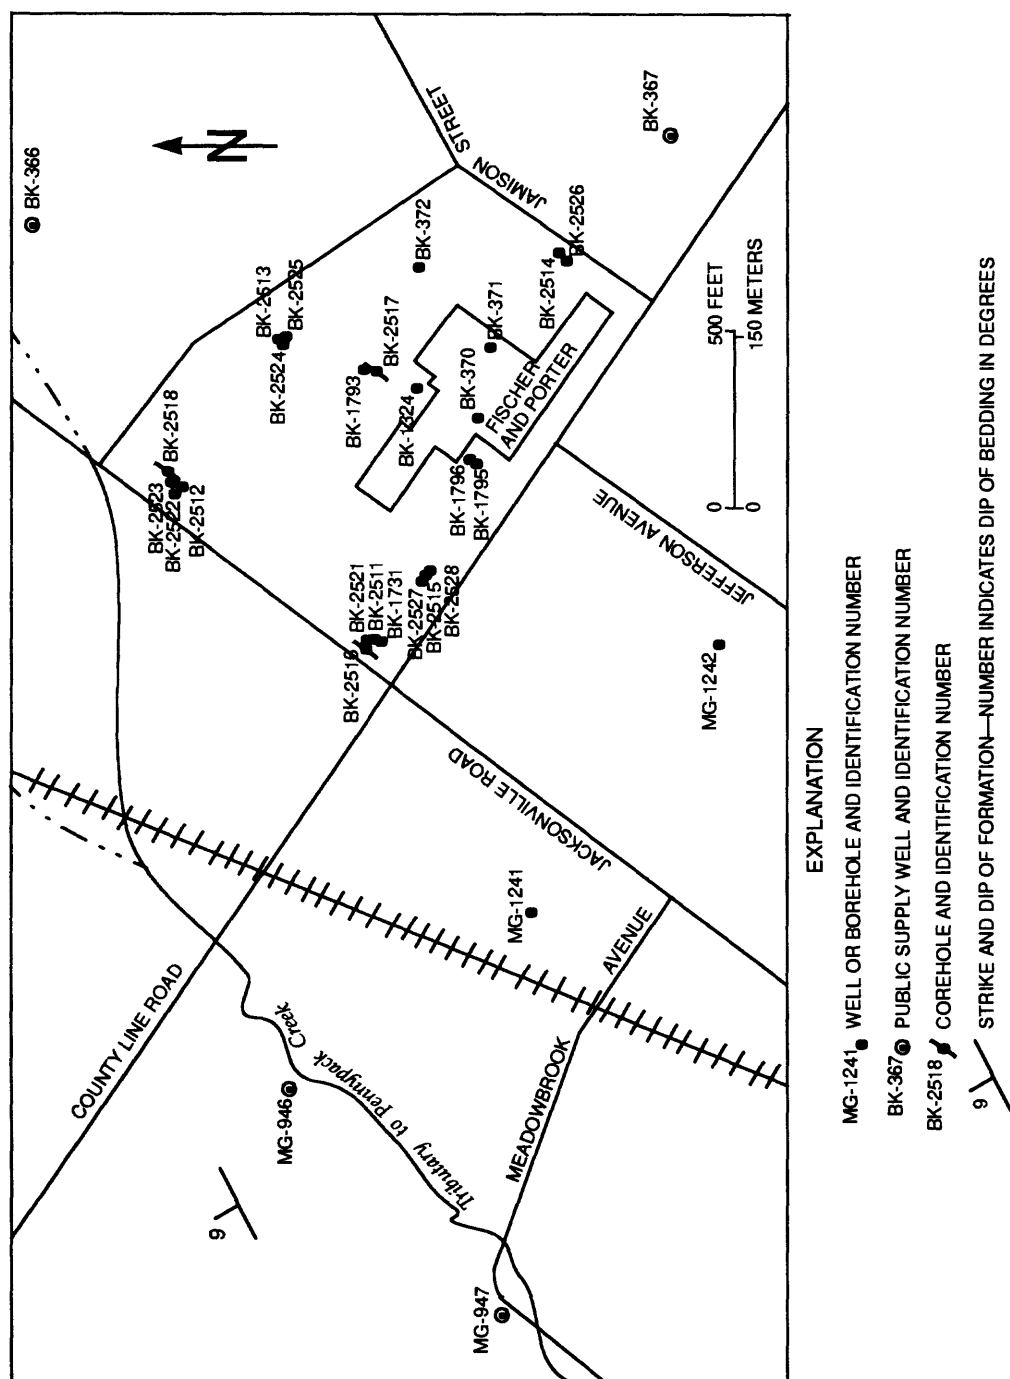 BK-366
BK-367
N
JAMISON
STREET
BK-372
BK-2513
BK-2525
BK-2524
BK-2517
BK-1793
BK-2526
BK-2514
BK-371
BK-370
BK-1324
FISCHER
AND PORTER
BK-1796
BK-1795
BK-2518
BK-2523
BK-2522
BK-2512
BK-2521
BK-2511
BK-1731
BK-2516
BK-2527
BK-2515
BK-2528
500 FEET
150 METERS
0
0
JEFFERSON AVENUE
MG-1242
JACKSONVILLE ROAD
MG-1241
MEADOWBROOK
AVENUE
COUNTY LINE ROAD
Tributary to Pennypack Creek
MG-946
9
MG-947
EXPLANATION
MG-1241 WELL OR BOREHOLE AND IDENTIFICATION NUMBER
BK-367 PUBLIC SUPPLY WELL AND IDENTIFICATION NUMBER
BK-2518 COREHOLE AND IDENTIFICATION NUMBER
9 STRIKE AND DIP OF FORMATION—NUMBER INDICATES DIP OF BEDDING IN DEGREES